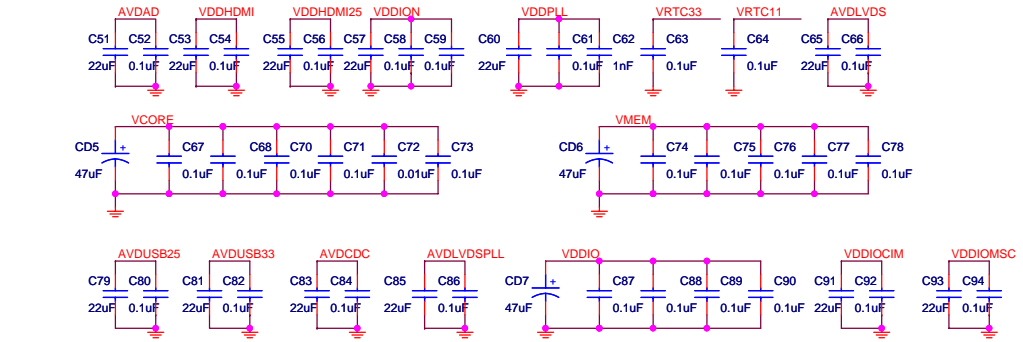 AVDAD VDDHDMI VDDHDMI25 VDDION VDDPLL VRTC33 VRTC11 AVDLVDS
C51 C52 C53 C54 C55 C56 C57 C58 C59 C60 C61 C62 C63 C64 C65 C66
22uF 0.1uF 22uF 0.1uF 22uF 0.1uF 22uF 0.1uF 0.1uF 22uF 0.1uF 1nF 0.1uF 0.1uF 22uF 0.1uF
VCORE VMEM
CD5 + C67 C68 C70 C71 C72 C73 CD6 + C74 C75 C76 C77 C78
47uF 0.1uF 0.1uF 0.1uF 0.1uF 0.01uF 0.1uF 47uF 0.1uF 0.1uF 0.1uF 0.1uF 0.1uF
AVDUSB25 AVDUSB33 AVDCDC AVDLVDSPLL VDDIO VDDIOCIM VDDIOMSC
C79 C80 C81 C82 C83 C84 C85 C86 CD7 + C87 C88 C89 C90 C91 C92 C93 C94
22uF 0.1uF 22uF 0.1uF 22uF 0.1uF 22uF 0.1uF 47uF 0.1uF 0.1uF 0.1uF 0.1uF 22uF 0.1uF 22uF 0.1uF